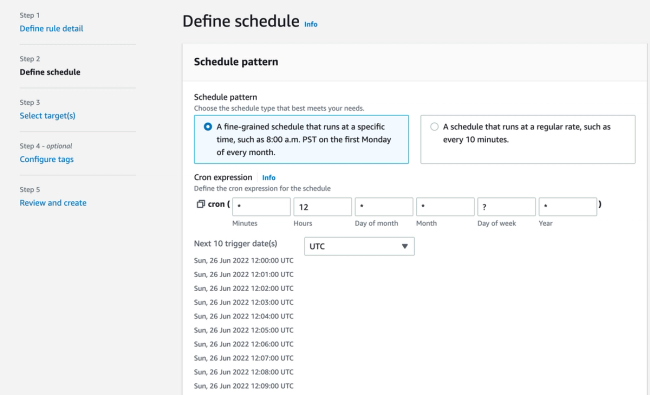 Step 1
Define rule detail
Step 2
Define schedule
Step 3
Select target(s)
Step 4 - optional
Configure tags
Step 5
Review and create
Define schedule Info
Schedule pattern
Schedule pattern
Choose the schedule type that best meets your needs.
A fine-grained schedule that runs at a specific
time, such as 8:00 a.m. PST on the first Monday
of every month.
A schedule that runs at a regular rate, such as
every 10 minutes.
Cron expression Info
Define the cron expression for the schedule
cron ( * 12 * * ? * )
Minutes Hours Day of month Month Day of week Year
Next 10 trigger date(s) UTC
Sun, 26 Jun 2022 12:00:00 UTC
Sun, 26 Jun 2022 12:01:00 UTC
Sun, 26 Jun 2022 12:02:00 UTC
Sun, 26 Jun 2022 12:03:00 UTC
Sun, 26 Jun 2022 12:04:00 UTC
Sun, 26 Jun 2022 12:05:00 UTC
Sun, 26 Jun 2022 12:06:00 UTC
Sun, 26 Jun 2022 12:07:00 UTC
Sun, 26 Jun 2022 12:08:00 UTC
Sun, 26 Jun 2022 12:09:00 UTC